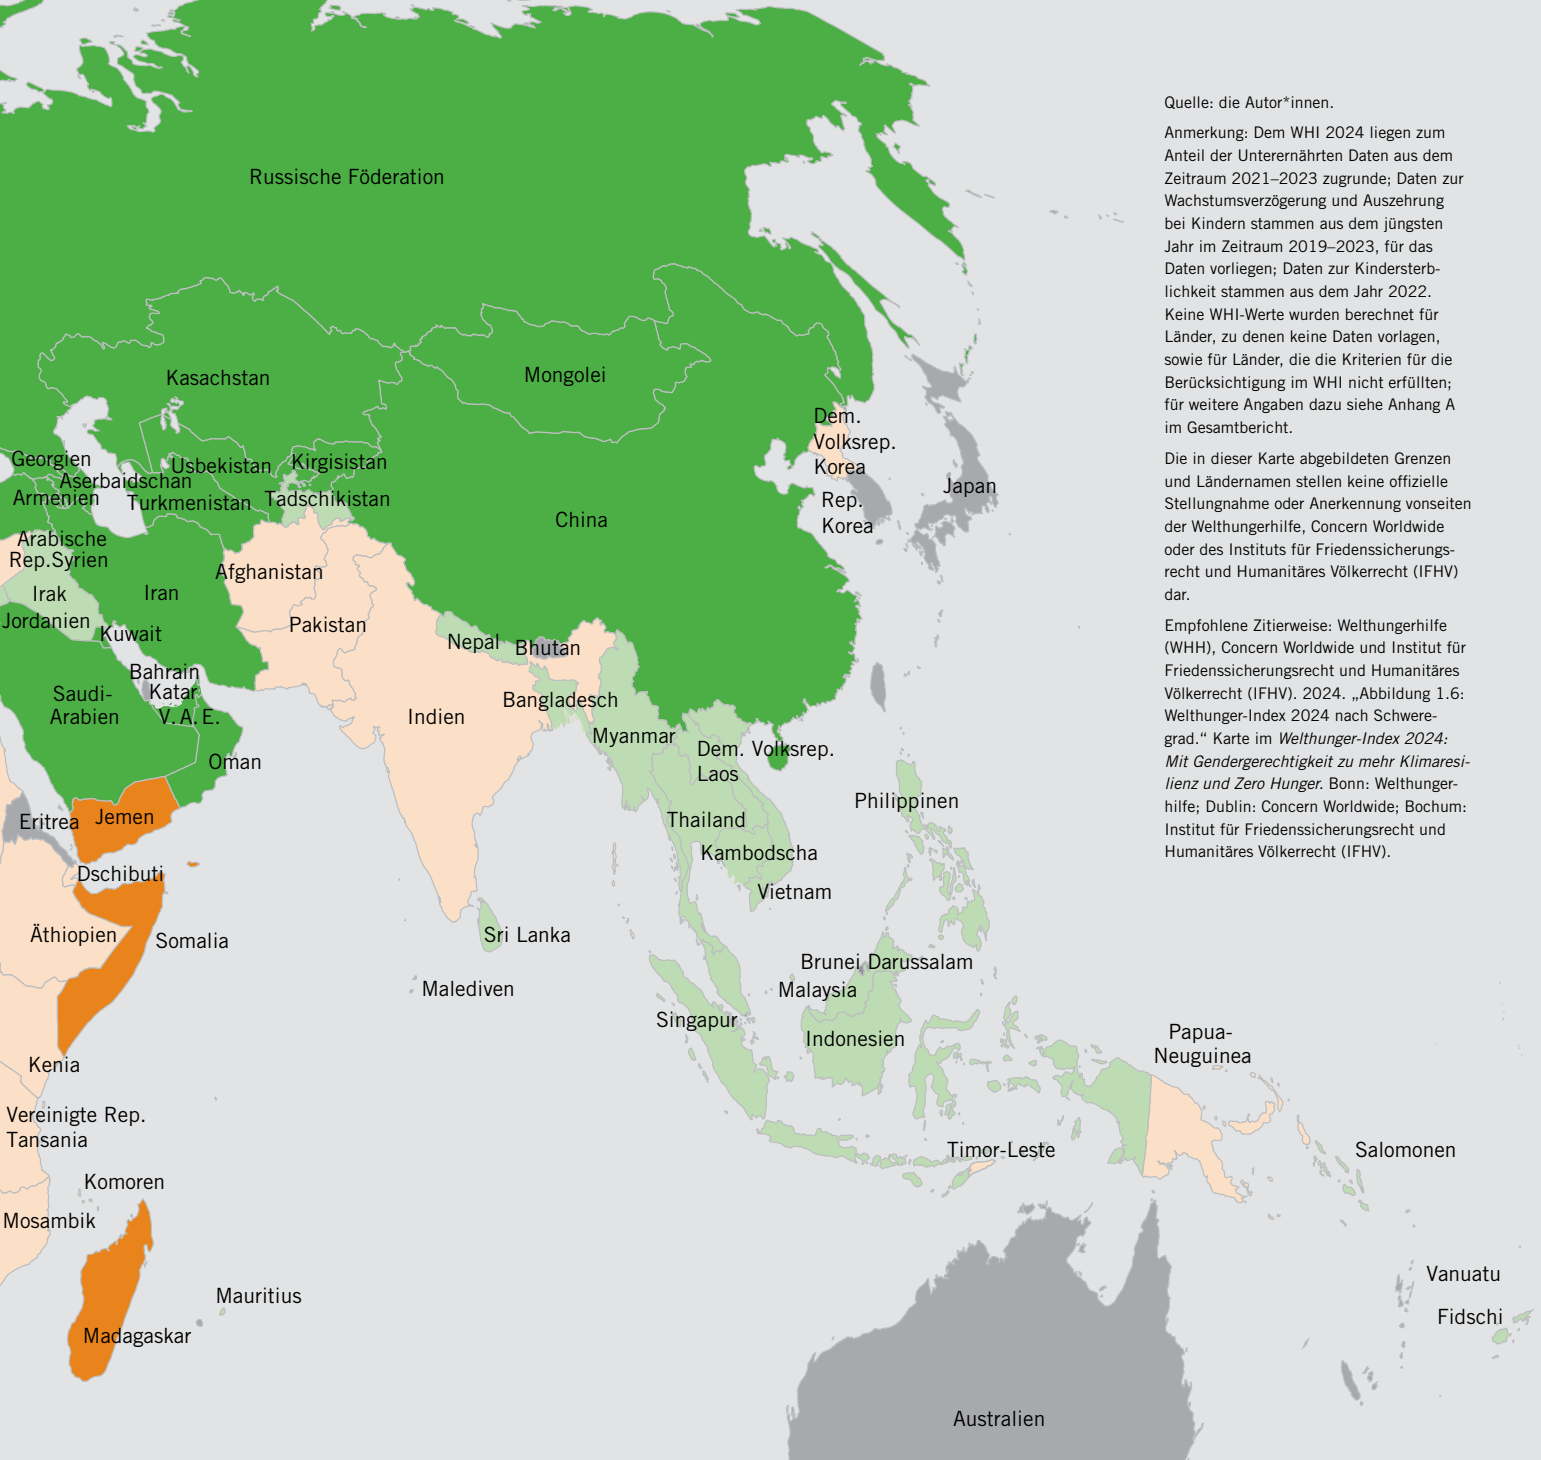 Russische Föderation
Kasachstan
Mongolei
Georgien
Aserbaidschan
Armenien
Usbekistan
Kirgisistan
Turkmenistan
Tadschikistan
China
Dem.
Volksrep.
Korea
Rep.
Korea
Japan
Arabische
Rep.Syrien
Irak
Iran
Jordanien
Kuwait
Afghanistan
Pakistan
Nepal
Bhutan
Bahrain
Katar
Saudi-
Arabien
V. A. E.
Oman
Indien
Bangladesch
Myanmar
Dem. Volksrep.
Laos
Eritrea
Jemen
Thailand
Philippinen
Kambodscha
Dschibuti
Vietnam
Äthiopien
Somalia
Sri Lanka
Malediven
Brunei Darussalam
Malaysia
Singapur
Indonesien
Papua-
Neuguinea
Kenia
Vereinigte Rep.
Tansania
Timor-Leste
Salomonen
Komoren
Mosambik
Mauritius
Madagaskar
Vanuatu
Fidschi
Australien
Quelle: die Autor*innen.
Anmerkung: Dem WHI 2024 liegen zum
Anteil der Unterernährten Daten aus dem
Zeitraum 2021–2023 zugrunde; Daten zur
Wachstumsverzögerung und Auszehrung
bei Kindern stammen aus dem jüngsten
Jahr im Zeitraum 2019–2023, für das
Daten vorliegen; Daten zur Kindersterb-
lichkeit stammen aus dem Jahr 2022.
Keine WHI-Werte wurden berechnet für
Länder, zu denen keine Daten vorlagen,
sowie für Länder, die die Kriterien für die
Berücksichtigung im WHI nicht erfüllten;
für weitere Angaben dazu siehe Anhang A
im Gesamtbericht.
Die in dieser Karte abgebildeten Grenzen
und Ländernamen stellen keine offizielle
Stellungnahme oder Anerkennung vonseiten
der Welthungerhilfe, Concern Worldwide
oder des Instituts für Friedenssicherungs-
recht und Humanitäres Völkerrecht (IFHV)
dar.
Empfohlene Zitierweise: Welthungerhilfe
(WHH), Concern Worldwide und Institut für
Friedenssicherungsrecht und Humanitäres
Völkerrecht (IFHV). 2024. „Abbildung 1.6:
Welthunger-Index 2024 nach Schwere-
grad.“ Karte im Welthunger-Index 2024:
Mit Gendergerechtigkeit zu mehr Klimaresi-
lienz und Zero Hunger. Bonn: Welthunger-
hilfe; Dublin: Concern Worldwide; Bochum:
Institut für Friedenssicherungsrecht und
Humanitäres Völkerrecht (IFHV).